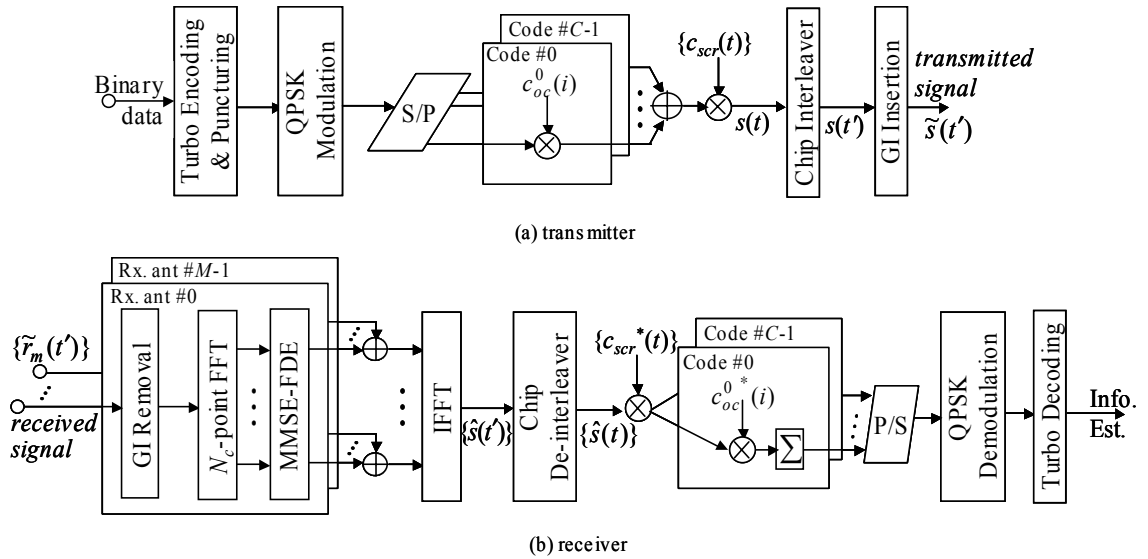 Binary
data
Turbo Encoding
& Puncturing
QPSK
Modulation
S/P
Code #C-1
Code #0
c_oc^0(i)
{c_scr(t)}
s(t)
Chip Interleaver
s(t′)
GI Insertion
transmitted
signal
s̃(t′)
(a) transmitter
{r̃_m(t′)}
received
signal
Rx. ant #M-1
Rx. ant #0
GI Removal
N_c-point FFT
MMSE-FDE
IFFT
{ŝ(t′)}
Chip
De-interleaver
{ŝ(t)}
{c_scr*(t)}
Code #C-1
Code #0
c_oc^0*(i)
Σ
P/S
QPSK
Demodulation
Turbo Decoding
Info.
Est.
(b) receiver